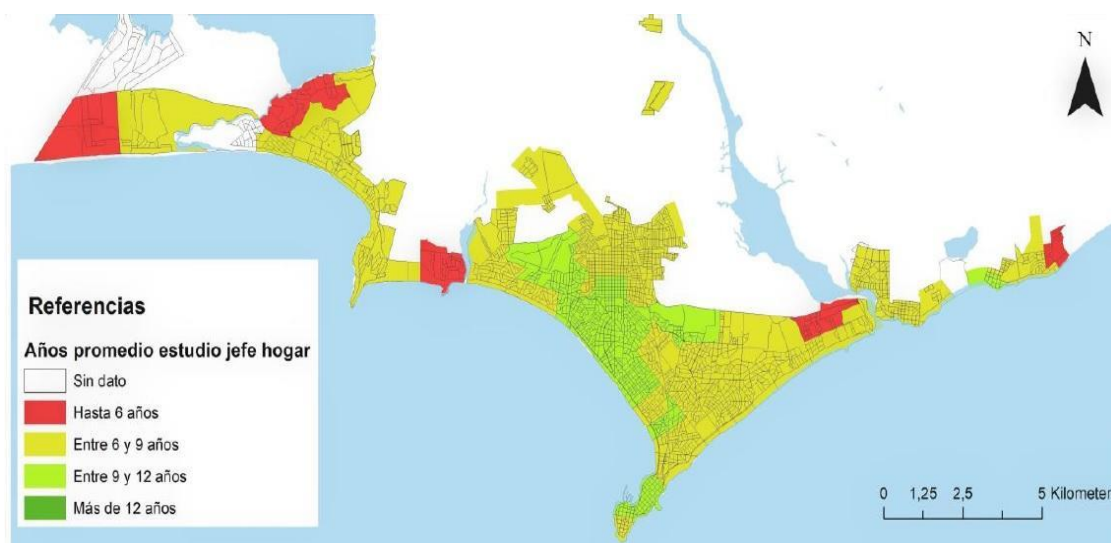 N
Referencias
Años promedio estudio jefe hogar
Sin dato
Hasta 6 años
Entre 6 y 9 años
Entre 9 y 12 años
Más de 12 años
0 1,25 2,5 5 Kilometer